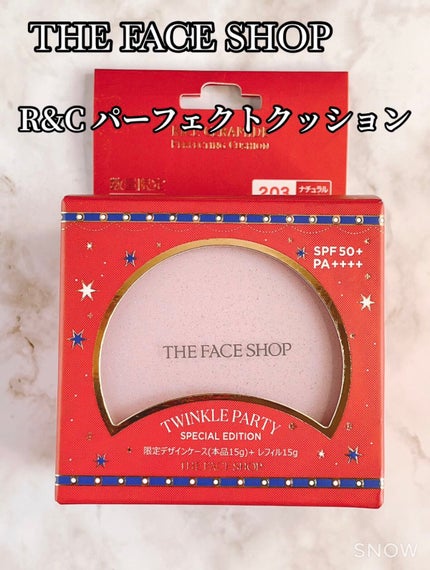 THE FACE SHOP
R&C パーフェクトクッション
PERFECTING CUSHION
203 ナチュラル
SPF 50+
PA++++
THE FACE SHOP
TWINKLE PARTY
SPECIAL EDITION
限定デザインケース(本品15g)+ レフィル15g
THE FACE SHOP
SNOW